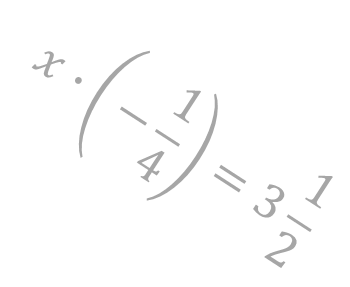 x · (−1/4) = 3 1/2